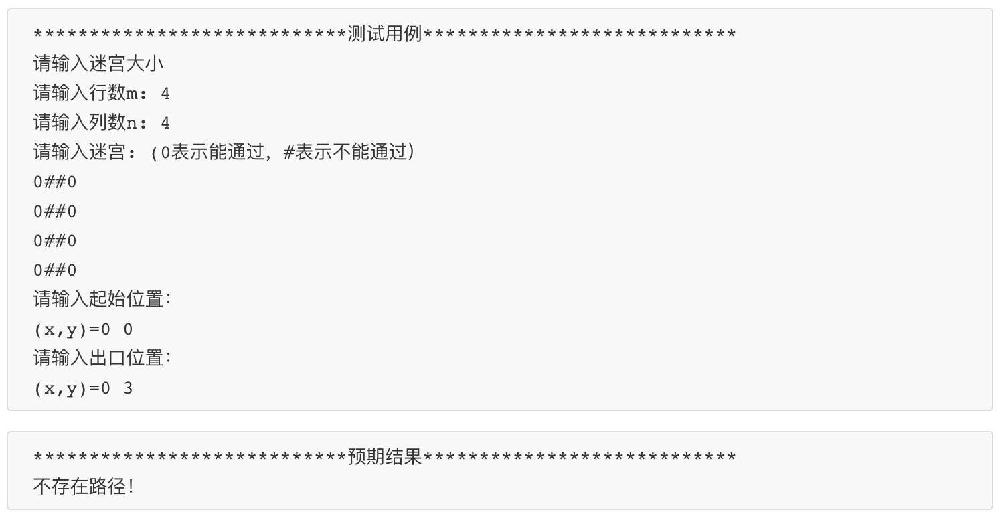 ****************************测试用例****************************
请输入迷宫大小
请输入行数m: 4
请输入列数n: 4
请输入迷宫: (0表示能通过，#表示不能通过）
0##0
0##0
0##0
0##0
请输入起始位置:
(x,y)=0 0
请输入出口位置:
(x,y)=0 3
****************************预期结果****************************
不存在路径!